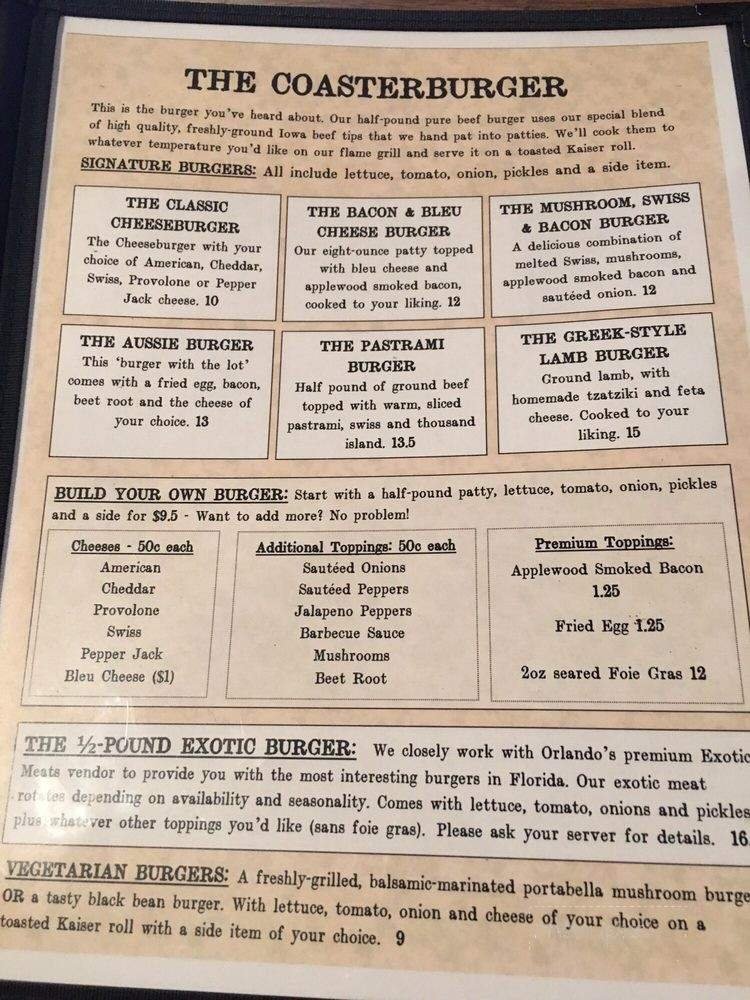 THE COASTERBURGER
This is the burger you've heard about. Our half-pound pure beef burger uses our special blend
of high quality, freshly-ground Iowa beef tips that we hand pat into patties. We'll cook them to
whatever temperature you'd like on our flame grill and serve it on a toasted Kaiser roll.
SIGNATURE BURGERS: All include lettuce, tomato, onion, pickles and a side item.
THE CLASSIC
CHEESEBURGER
The Cheeseburger with your
choice of American, Cheddar,
Swiss, Provolone or Pepper
Jack cheese. 10
THE BACON & BLEU
CHEESE BURGER
Our eight-ounce patty topped
with bleu cheese and
applewood smoked bacon,
cooked to your liking. 12
THE MUSHROOM, SWISS
& BACON BURGER
A delicious combination of
melted Swiss, mushrooms,
applewood smoked bacon and
sautéed onion. 12
THE AUSSIE BURGER
This 'burger with the lot'
comes with a fried egg, bacon,
beet root and the cheese of
your choice. 13
THE PASTRAMI
BURGER
Half pound of ground beef
topped with warm, sliced
pastrami, swiss and thousand
island. 13.5
THE GREEK-STYLE
LAMB BURGER
Ground lamb, with
homemade tzatziki and feta
cheese. Cooked to your
liking. 15
BUILD YOUR OWN BURGER: Start with a half-pound patty, lettuce, tomato, onion, pickles
and a side for $9.5 - Want to add more? No problem!
Cheeses - 50c each
American
Cheddar
Provolone
Swiss
Pepper Jack
Bleu Cheese ($1)
Additional Toppings: 50c each
Sautéed Onions
Sautéed Peppers
Jalapeno Peppers
Barbecue Sauce
Mushrooms
Beet Root
Premium Toppings:
Applewood Smoked Bacon
1.25
Fried Egg 1.25
2oz seared Foie Gras 12
THE ½-POUND EXOTIC BURGER: We closely work with Orlando's premium Exotic
Meats vendor to provide you with the most interesting burgers in Florida. Our exotic meat
rotates depending on availability and seasonality. Comes with lettuce, tomato, onions and pickles
plus whatever other toppings you'd like (sans foie gras). Please ask your server for details. 16
VEGETARIAN BURGERS: A freshly-grilled, balsamic-marinated portabella mushroom burge
OR a tasty black bean burger. With lettuce, tomato, onion and cheese of your choice on a
toasted Kaiser roll with a side item of your choice. 9